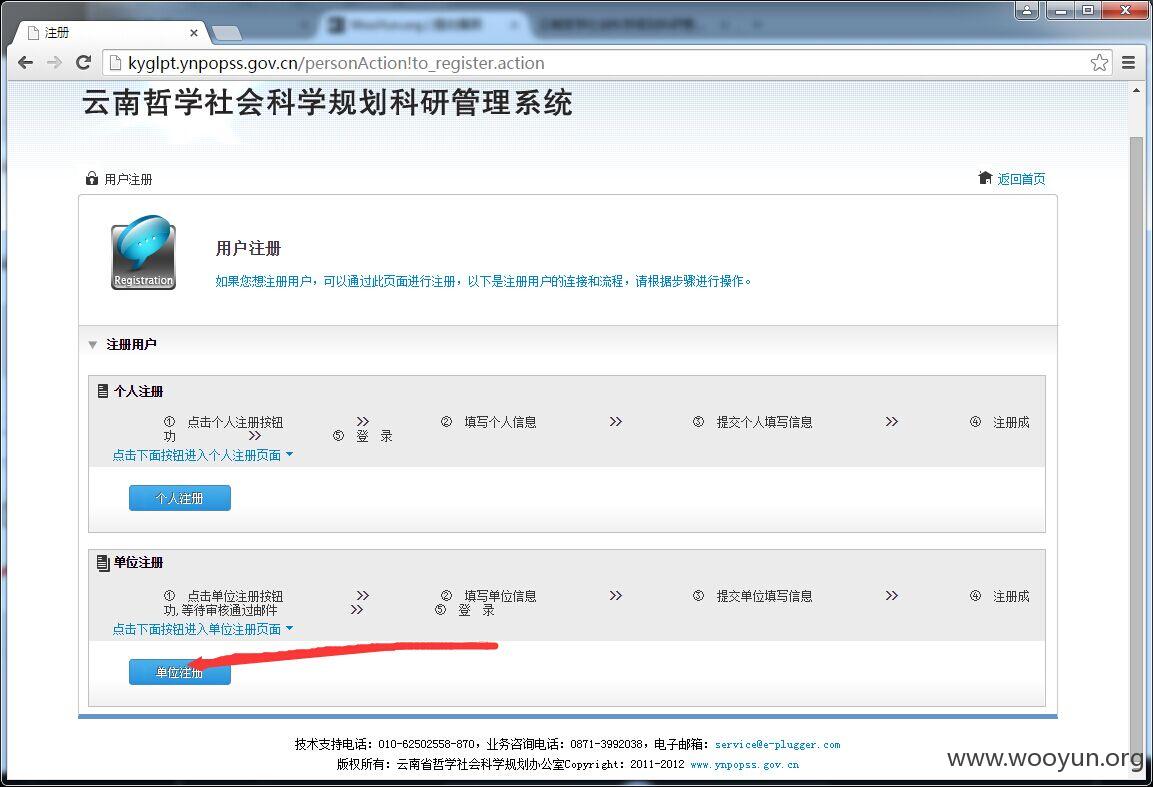 注册
kyglpt.ynpopss.gov.cn/personAction!to_register.action
云南哲学社会科学规划科研管理系统
用户注册 返回首页
Registration
用户注册
如果您想注册用户，可以通过此页面进行注册，以下是注册用户的连接和流程，请根据步骤进行操作。
注册用户
个人注册
① 点击个人注册按钮 >> ② 填写个人信息 >> ③ 提交个人填写信息 >> ④ 注册成
功 >> ⑤ 登 录
点击下面按钮进入个人注册页面
个人注册
单位注册
① 点击单位注册按钮 >> ② 填写单位信息 >> ③ 提交单位填写信息 >> ④ 注册成
功,等待审核通过邮件 >> ⑤ 登 录
点击下面按钮进入单位注册页面
单位注册
技术支持电话：010-62502558-870，业务咨询电话：0871-3992038，电子邮箱：service@e-plugger.com
版权所有：云南省哲学社会科学规划办公室Copyright：2011-2012 www.ynpopss.gov.cn
www.wooyun.org